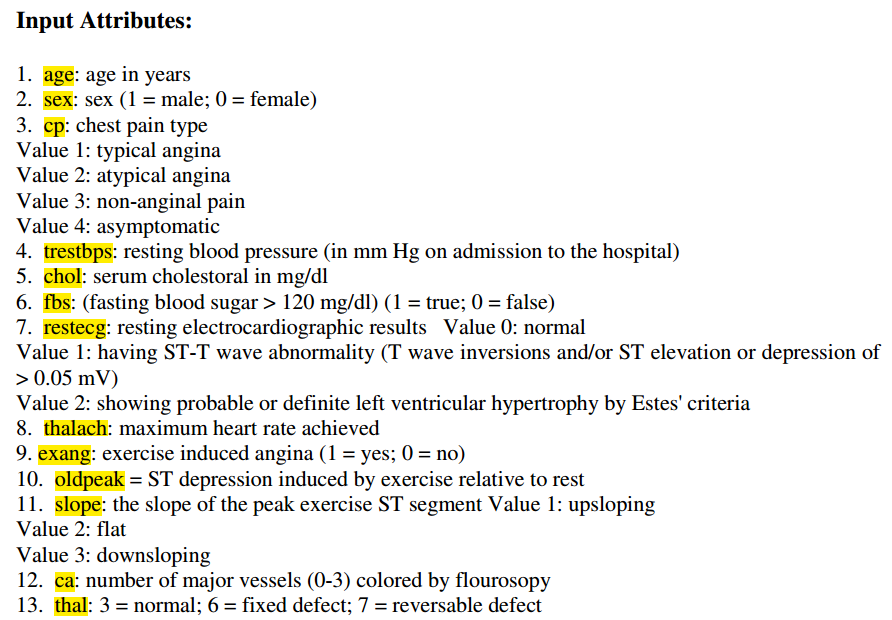 Input Attributes:
1. age: age in years
2. sex: sex (1 = male; 0 = female)
3. cp: chest pain type
Value 1: typical angina
Value 2: atypical angina
Value 3: non-anginal pain
Value 4: asymptomatic
4. trestbps: resting blood pressure (in mm Hg on admission to the hospital)
5. chol: serum cholestoral in mg/dl
6. fbs: (fasting blood sugar > 120 mg/dl) (1 = true; 0 = false)
7. restecg: resting electrocardiographic results Value 0: normal
Value 1: having ST-T wave abnormality (T wave inversions and/or ST elevation or depression of
> 0.05 mV)
Value 2: showing probable or definite left ventricular hypertrophy by Estes' criteria
8. thalach: maximum heart rate achieved
9. exang: exercise induced angina (1 = yes; 0 = no)
10. oldpeak = ST depression induced by exercise relative to rest
11. slope: the slope of the peak exercise ST segment Value 1: upsloping
Value 2: flat
Value 3: downsloping
12. ca: number of major vessels (0-3) colored by flourosopy
13. thal: 3 = normal; 6 = fixed defect; 7 = reversable defect